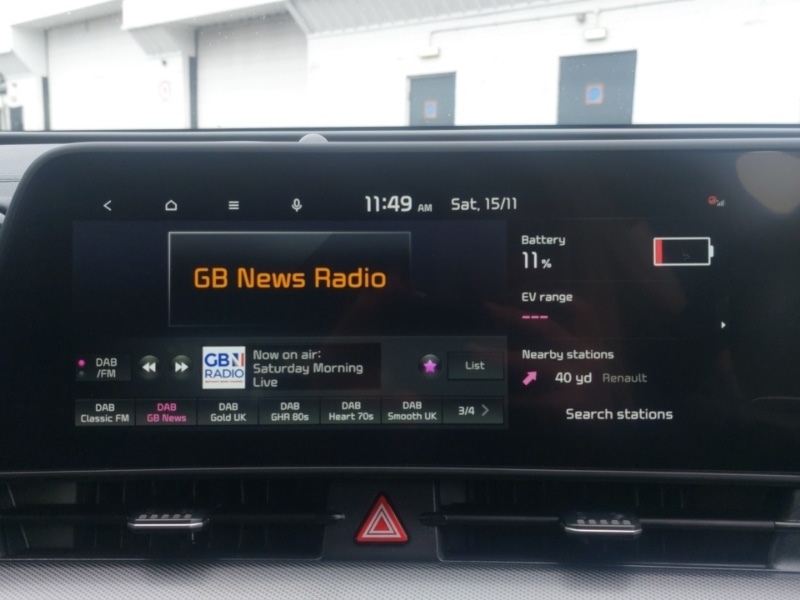 11:49 AM Sat, 15/11
GB News Radio
DAB
/FM
GBN
RADIO
Now on air:
Saturday Morning
Live
List
DAB
Classic FM
DAB
GB News
DAB
Gold UK
DAB
GHR 80s
DAB
Heart 70s
DAB
Smooth UK
3/4
Battery
11%
EV range
---
Nearby stations
40 yd Renault
Search stations